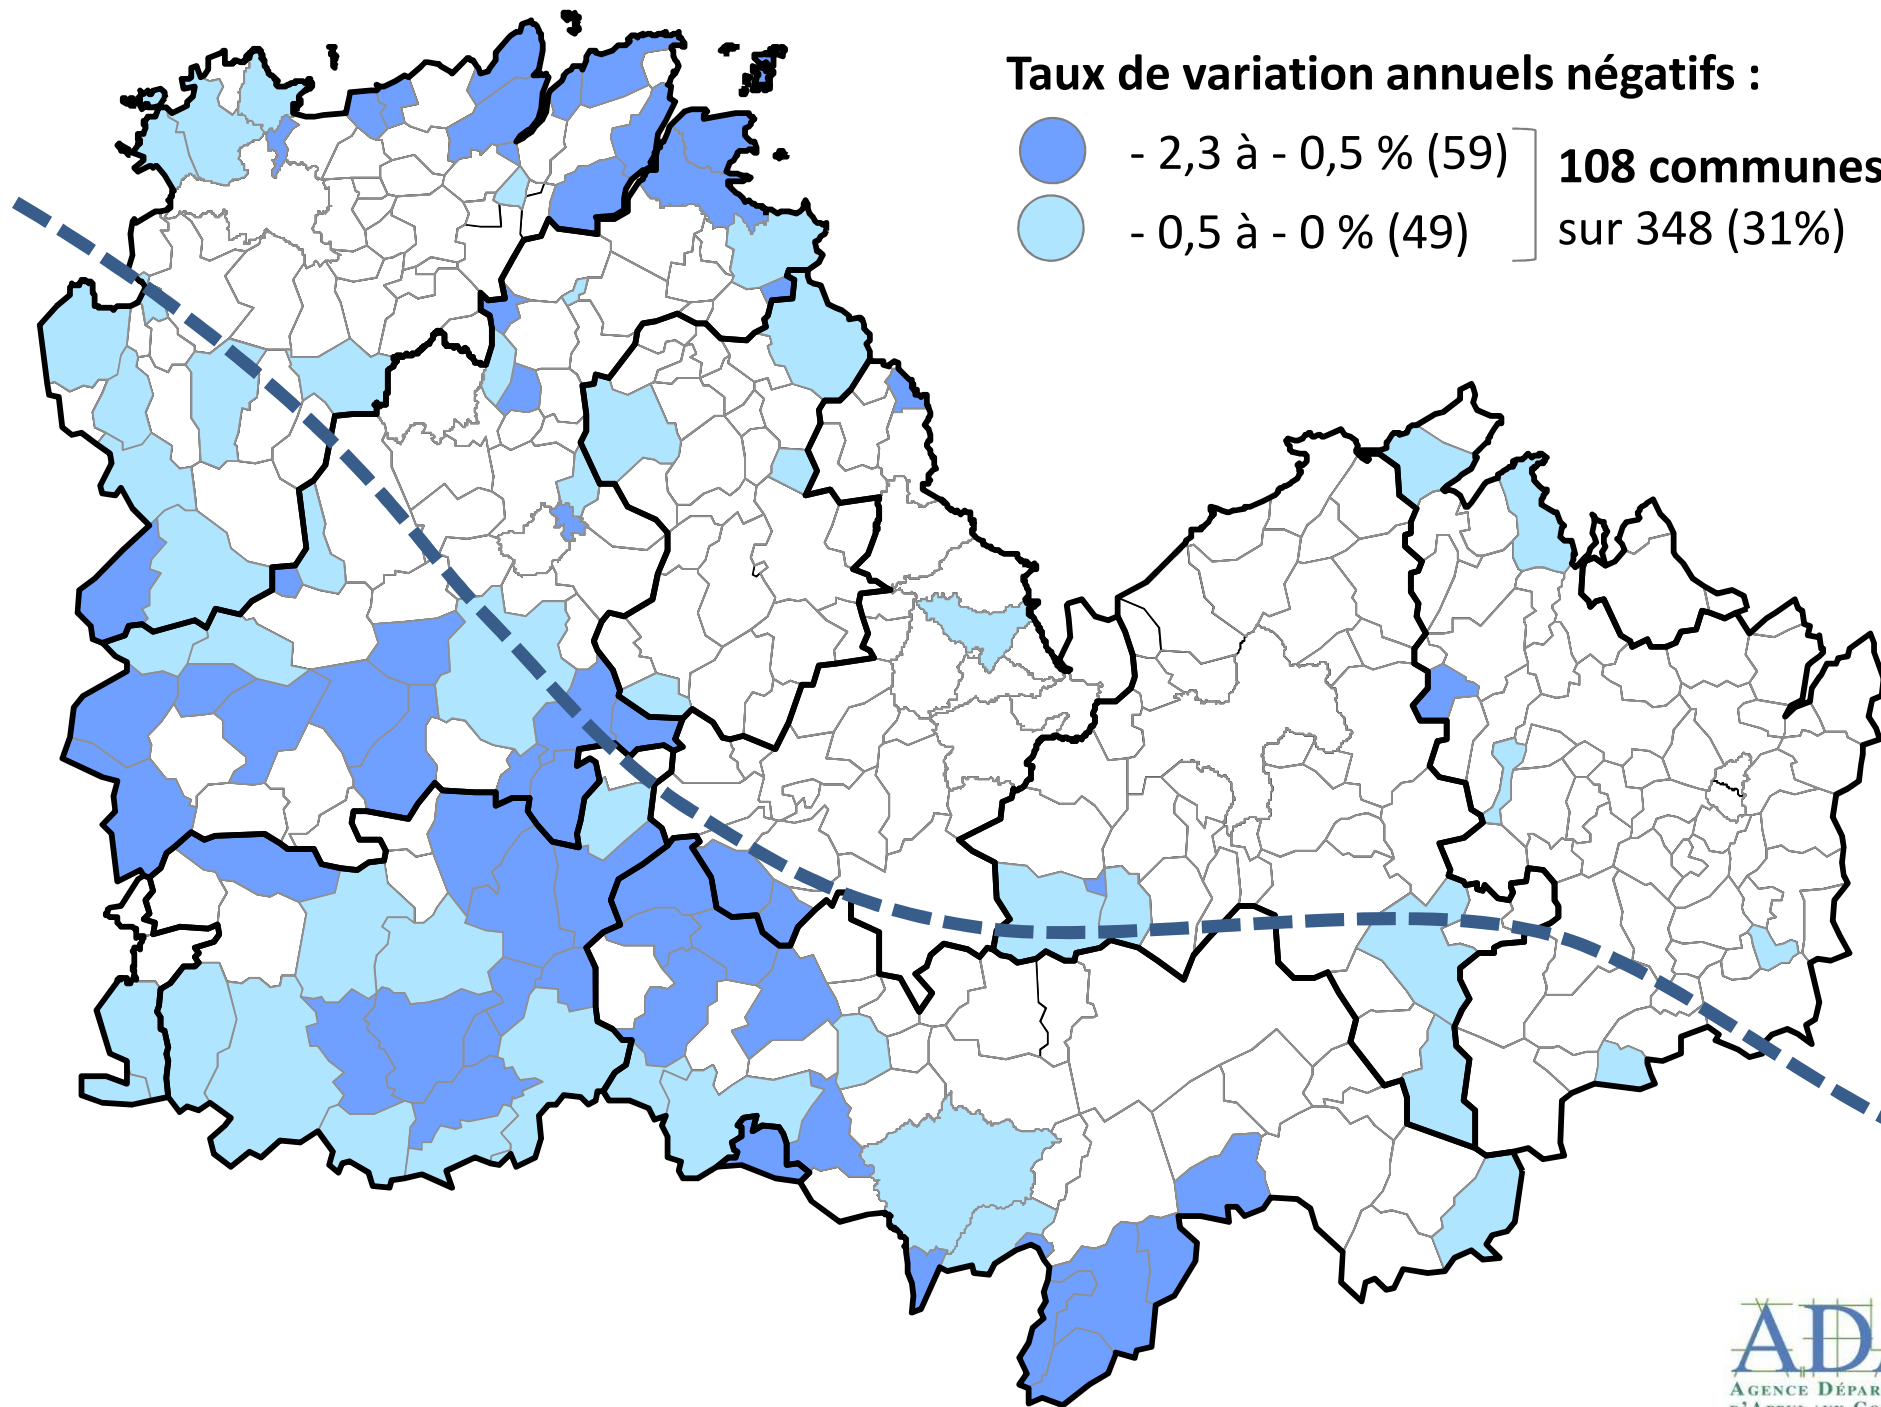 Taux de variation annuels négatifs :
- 2,3 à - 0,5 % (59)
- 0,5 à - 0 % (49)
108 communes
sur 348 (31%)
AD
AGENCE DÉPAR